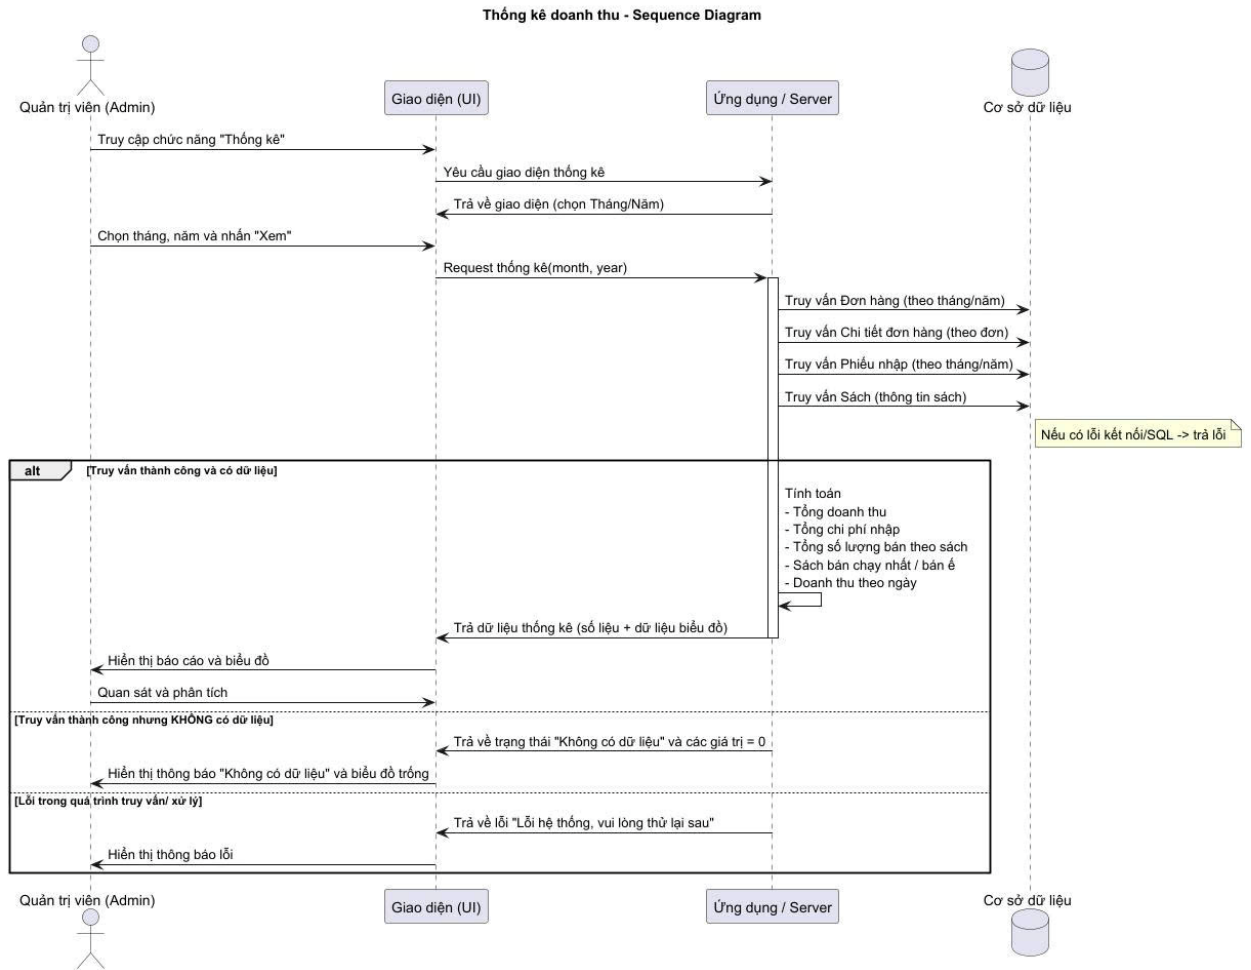 Thống kê doanh thu - Sequence Diagram
Quản trị viên (Admin)
Giao diện (UI)
Ứng dụng / Server
Cơ sở dữ liệu
Truy cập chức năng "Thống kê"
Yêu cầu giao diện thống kê
Trả về giao diện (chọn Tháng/Năm)
Chọn tháng, năm và nhấn "Xem"
Request thống kê(month, year)
Truy vấn Đơn hàng (theo tháng/năm)
Truy vấn Chi tiết đơn hàng (theo đơn)
Truy vấn Phiếu nhập (theo tháng/năm)
Truy vấn Sách (thông tin sách)
Nếu có lỗi kết nối/SQL -> trả lỗi
alt
[Truy vấn thành công và có dữ liệu]
Tính toán
- Tổng doanh thu
- Tổng chi phí nhập
- Tổng số lượng bán theo sách
- Sách bán chạy nhất / bán ế
- Doanh thu theo ngày
Trả dữ liệu thống kê (số liệu + dữ liệu biểu đồ)
Hiển thị báo cáo và biểu đồ
Quan sát và phân tích
[Truy vấn thành công nhưng KHÔNG có dữ liệu]
Trả về trạng thái "Không có dữ liệu" và các giá trị = 0
Hiển thị thông báo "Không có dữ liệu" và biểu đồ trống
[Lỗi trong quá trình truy vấn/ xử lý]
Trả về lỗi "Lỗi hệ thống, vui lòng thử lại sau"
Hiển thị thông báo lỗi
Quản trị viên (Admin)
Giao diện (UI)
Ứng dụng / Server
Cơ sở dữ liệu